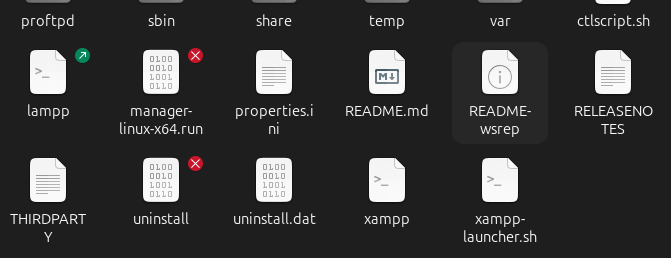 proftpd sbin share temp var ctlscript.sh
lampp manager- properties.i README.md README- RELEASENO
linux-x64.run ni wsrep TES
THIRDPART uninstall uninstall.dat xampp xampp-
Y launcher.sh